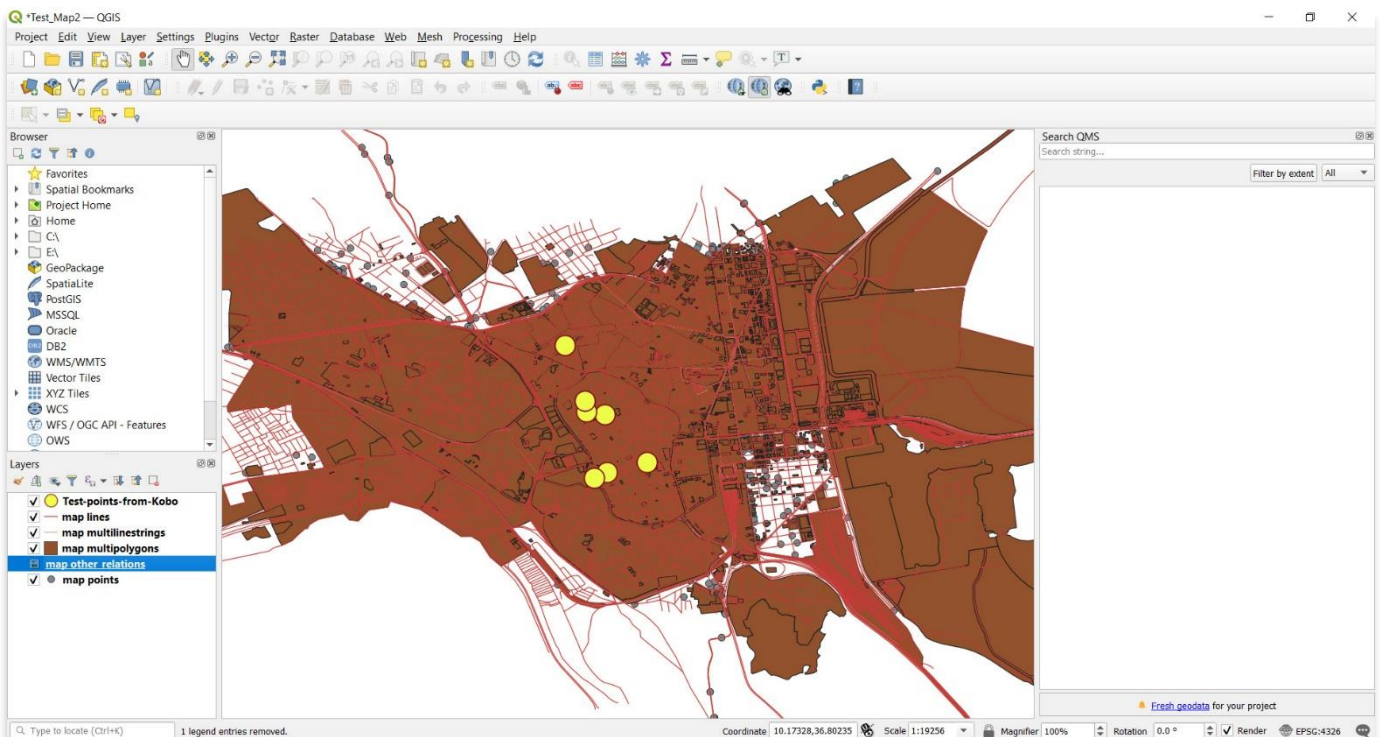 *Test_Map2 — QGIS
Project Edit View Layer Settings Plugins Vector Raster Database Web Mesh Processing Help
Browser
Favorites
Spatial Bookmarks
Project Home
Home
C:\
E:\
GeoPackage
SpatiaLite
PostGIS
MSSQL
Oracle
DB2
WMS/WMTS
Vector Tiles
XYZ Tiles
WCS
WFS / OGC API - Features
OWS
Layers
Test-points-from-Kobo
map lines
map multilinestrings
map multipolygons
map other relations
map points
Search QMS
Search string...
Filter by extent All
Fresh geodata for your project
Type to locate (Ctrl+K) 1 legend entries removed. Coordinate 10.17328,36.80235 Scale 1:19256 Magnifier 100% Rotation 0.0 ° Render EPSG:4326